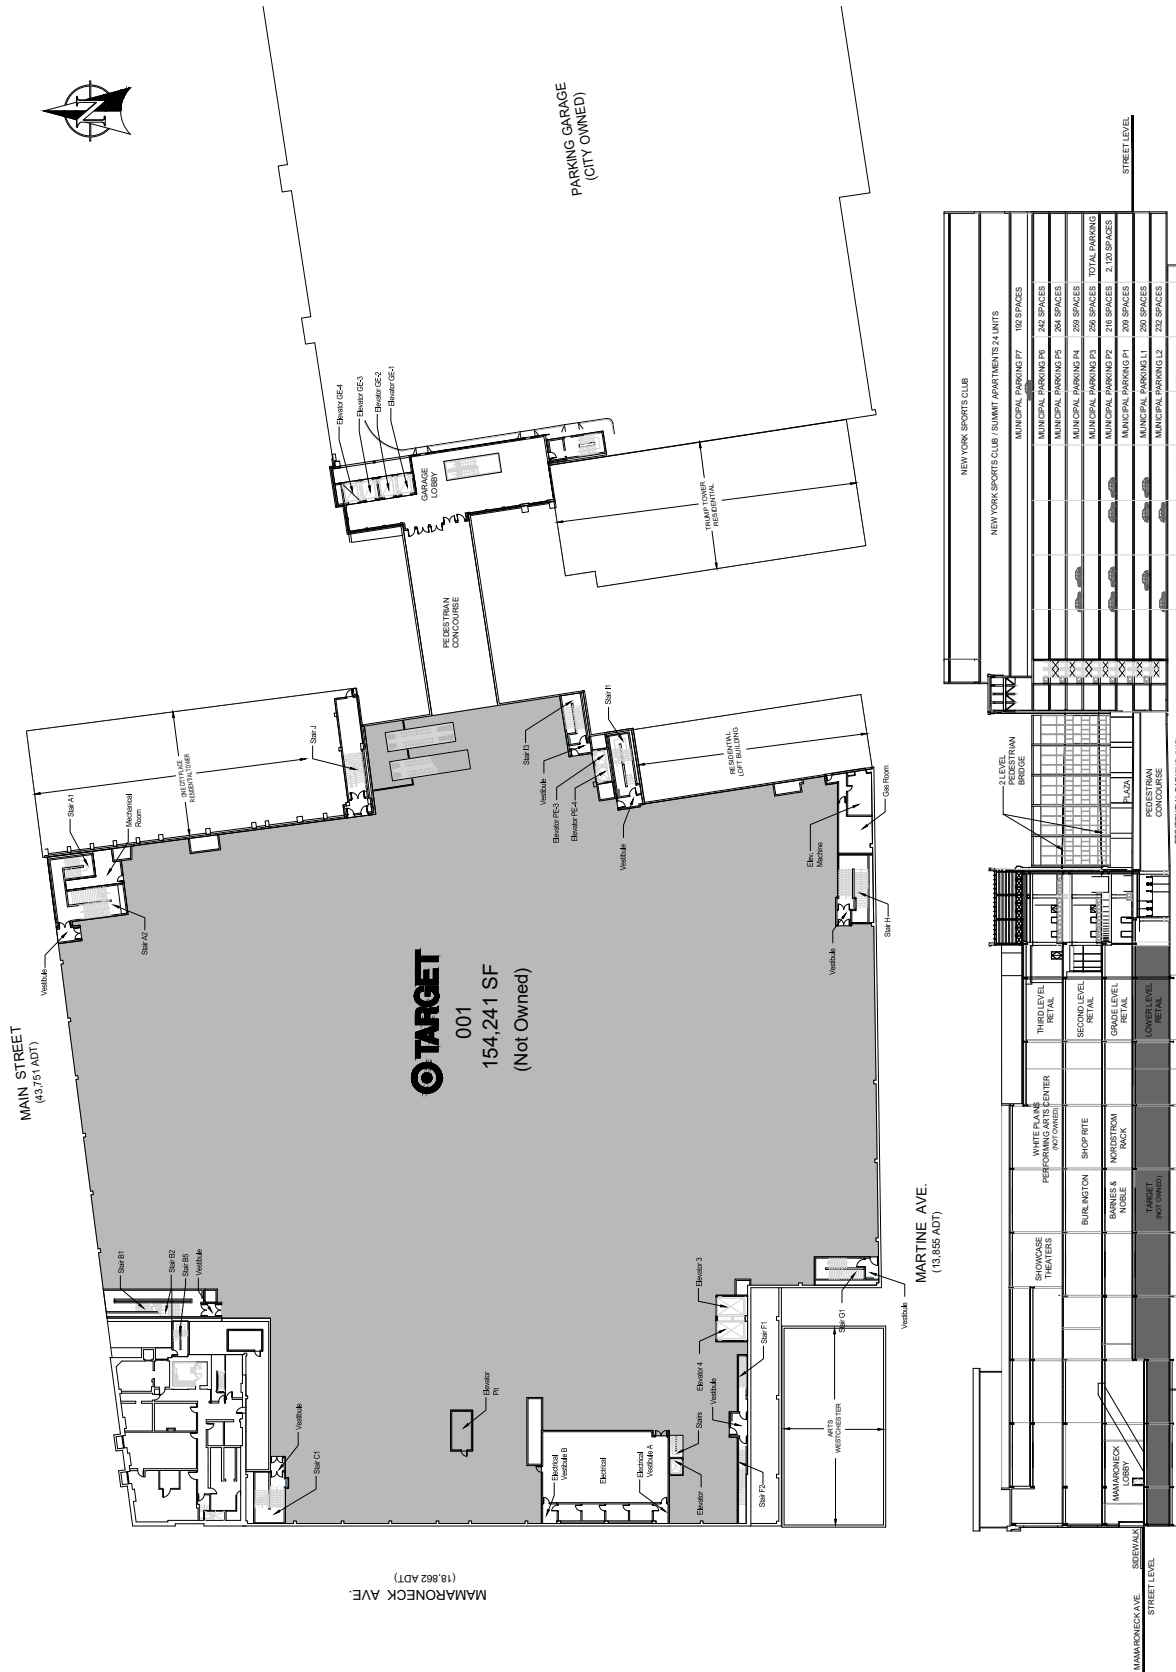 PARKING GARAGE
(CITY OWNED)
Elevator GE-4
Elevator GE-3
Elevator GE-2
Elevator GE-1
GARAGE
LOBBY
TRUMP TOWER
RESIDENTIAL
PEDESTRIAN
CONCOURSE
ONE CITY PLACE
RESIDENTIAL TOWER
Stair J
Stair A1
Mechanical
Room
Stair A2
Vestibule
Stair I3
Vestibule
Elevator PE-3
Elevator PE-4
Vestibule
Stair I1
RESIDENTIAL
LOFT BUILDING
Gas Room
Elev.
Machine
Stair H
Vestibule
MAIN STREET
(43,751 ADT)
TARGET
001
154,241 SF
(Not Owned)
MARTINE AVE.
(13,855 ADT)
Stair B1
Stair B2
Stair B5
Vestibule
Vestibule
Stair C1
Elevator
Pit
Elevator 3
Elevator 4
Vestibule
Stairs
Stair F1
Stair G1
Vestibule
Electrical
Vestibule B
Electrical
Electrical
Vestibule A
Elevator
Stair F2
ARTS
WESTCHESTER
MAMARONECK AVE.
(18,862 ADT)
STREET LEVEL
NEW YORK SPORTS CLUB
NEW YORK SPORTS CLUB / SUMMIT APARTMENTS 24 UNITS
MUNICIPAL PARKING P7 192 SPACES
MUNICIPAL PARKING P6 242 SPACES
MUNICIPAL PARKING P5 264 SPACES
MUNICIPAL PARKING P4 259 SPACES
MUNICIPAL PARKING P3 256 SPACES TOTAL PARKING
MUNICIPAL PARKING P2 216 SPACES 2,120 SPACES
MUNICIPAL PARKING P1 209 SPACES
MUNICIPAL PARKING L1 250 SPACES
MUNICIPAL PARKING L2 232 SPACES
2 LEVEL
PEDESTRIAN
BRIDGE
PLAZA
PEDESTRIAN
CONCOURSE
THIRD LEVEL
RETAIL
SECOND LEVEL
RETAIL
GRADE LEVEL
RETAIL
LOWER LEVEL
RETAIL
WHITE PLAINS
PERFORMING ARTS CENTER
(NOT OWNED)
SHOP RITE
NORDSTROM
RACK
BURLINGTON
BARNES &
NOBLE
TARGET
(NOT OWNED)
SHOWCASE
THEATERS
MAMARONECK
LOBBY
MAMARONECK AVE.
SIDEWALK
STREET LEVEL